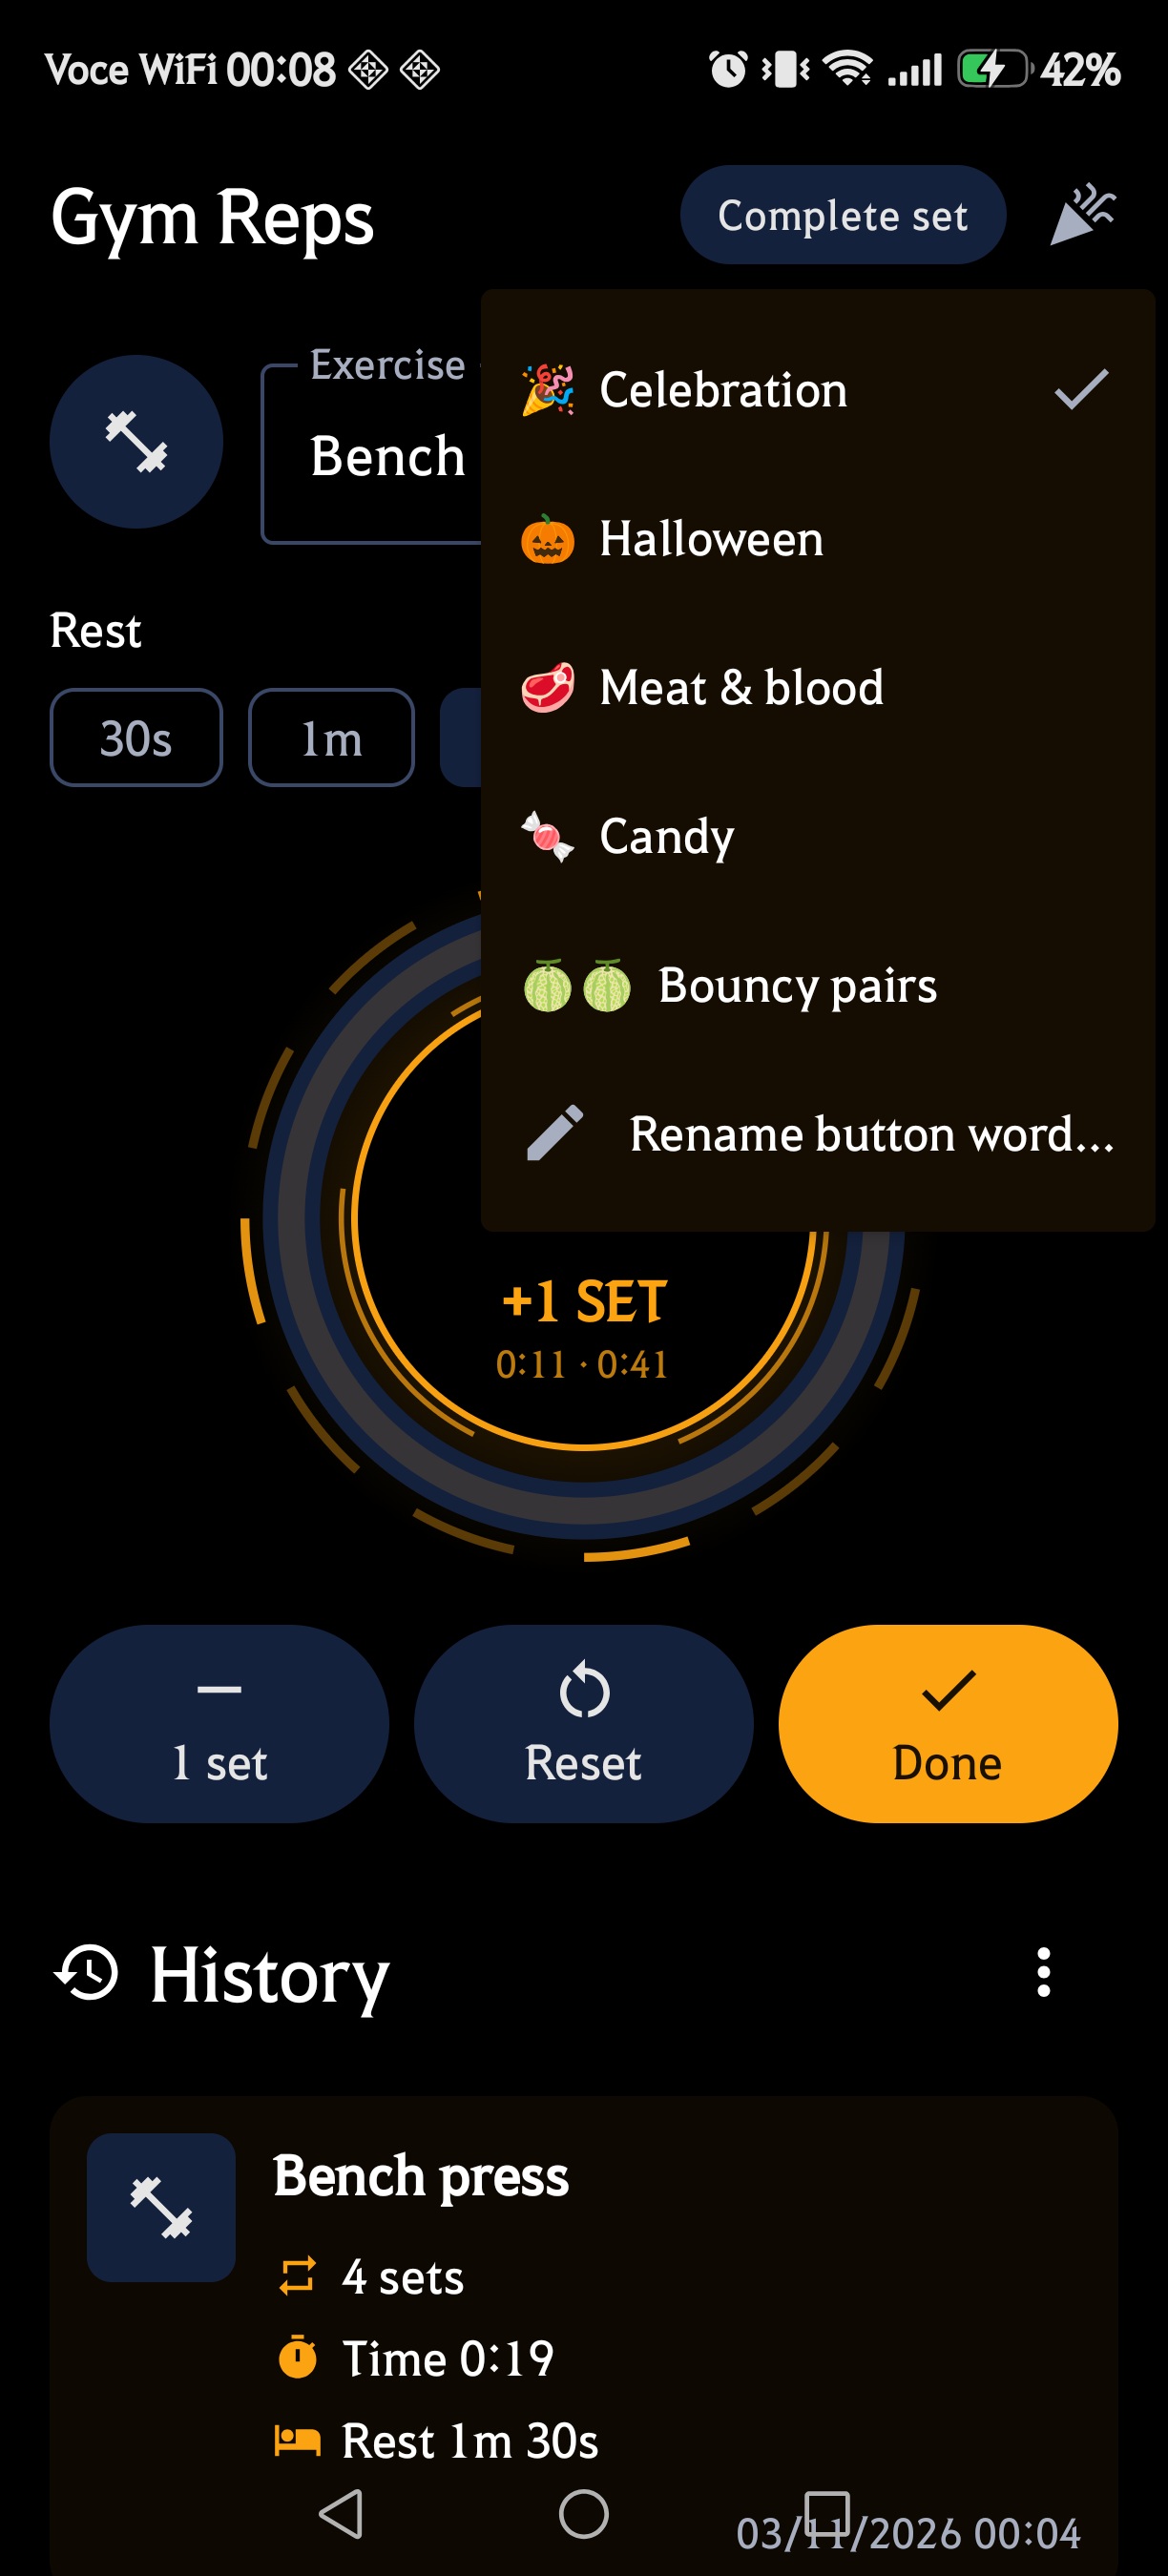 Voce WiFi 00:08 42%
Gym Reps
Complete set
Exercise
Bench
Celebration
Halloween
Meat & blood
Candy
Bouncy pairs
Rename button word...
Rest
30s
1m
+1 SET
0:11 · 0:41
1 set
Reset
Done
History
Bench press
4 sets
Time 0:19
Rest 1m 30s
03/11/2026 00:04